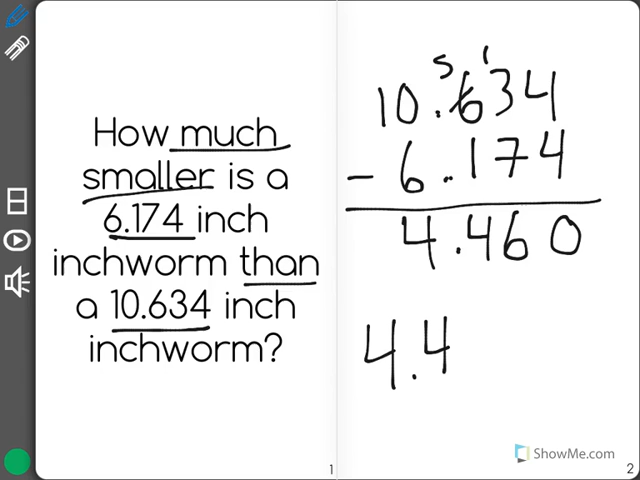 How much
smaller is a
6.174 inch
inchworm than
a 10.634 inch
inchworm?
1
5 1
10.634
- 6.174
4.460
4.4
ShowMe.com
2